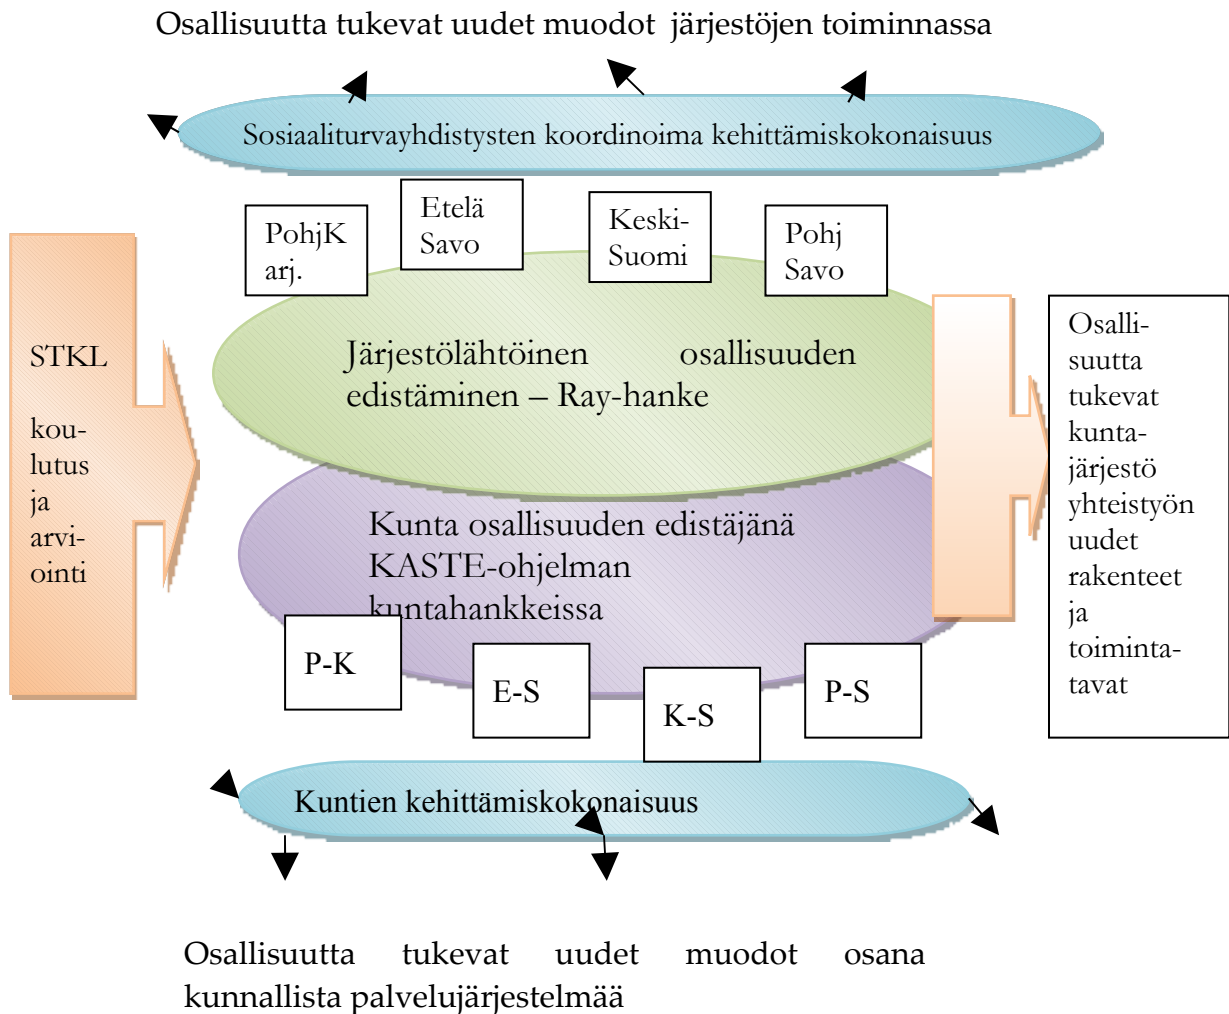 Osallisuutta tukevat uudet muodot järjestöjen toiminnassa
Sosiaaliturvayhdistysten koordinoima kehittämiskokonaisuus
PohjK
arj.
Etelä
Savo
Keski-
Suomi
Pohj
Savo
STKL
kou-
lutus
ja
arvi-
ointi
Järjestölähtöinen osallisuuden
edistäminen – Ray-hanke
Kunta osallisuuden edistäjänä
KASTE-ohjelman
kuntahankkeissa
Osalli-
suutta
tukevat
kunta-
järjestö
yhteistyön
uudet
rakenteet
ja
toiminta-
tavat
P-K
E-S
K-S
P-S
Kuntien kehittämiskokonaisuus
Osallisuutta tukevat uudet muodot osana
kunnallista palvelujärjestelmää